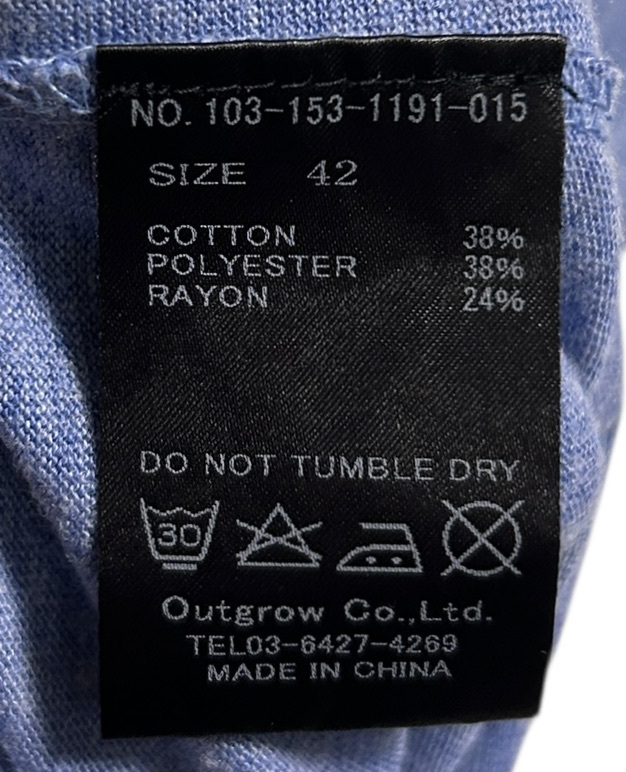 NO. 103-153-1191-015
SIZE 42
COTTON 38%
POLYESTER 38%
RAYON 24%
DO NOT TUMBLE DRY
30
Outgrow Co.,Ltd.
TEL03-6427-4269
MADE IN CHINA